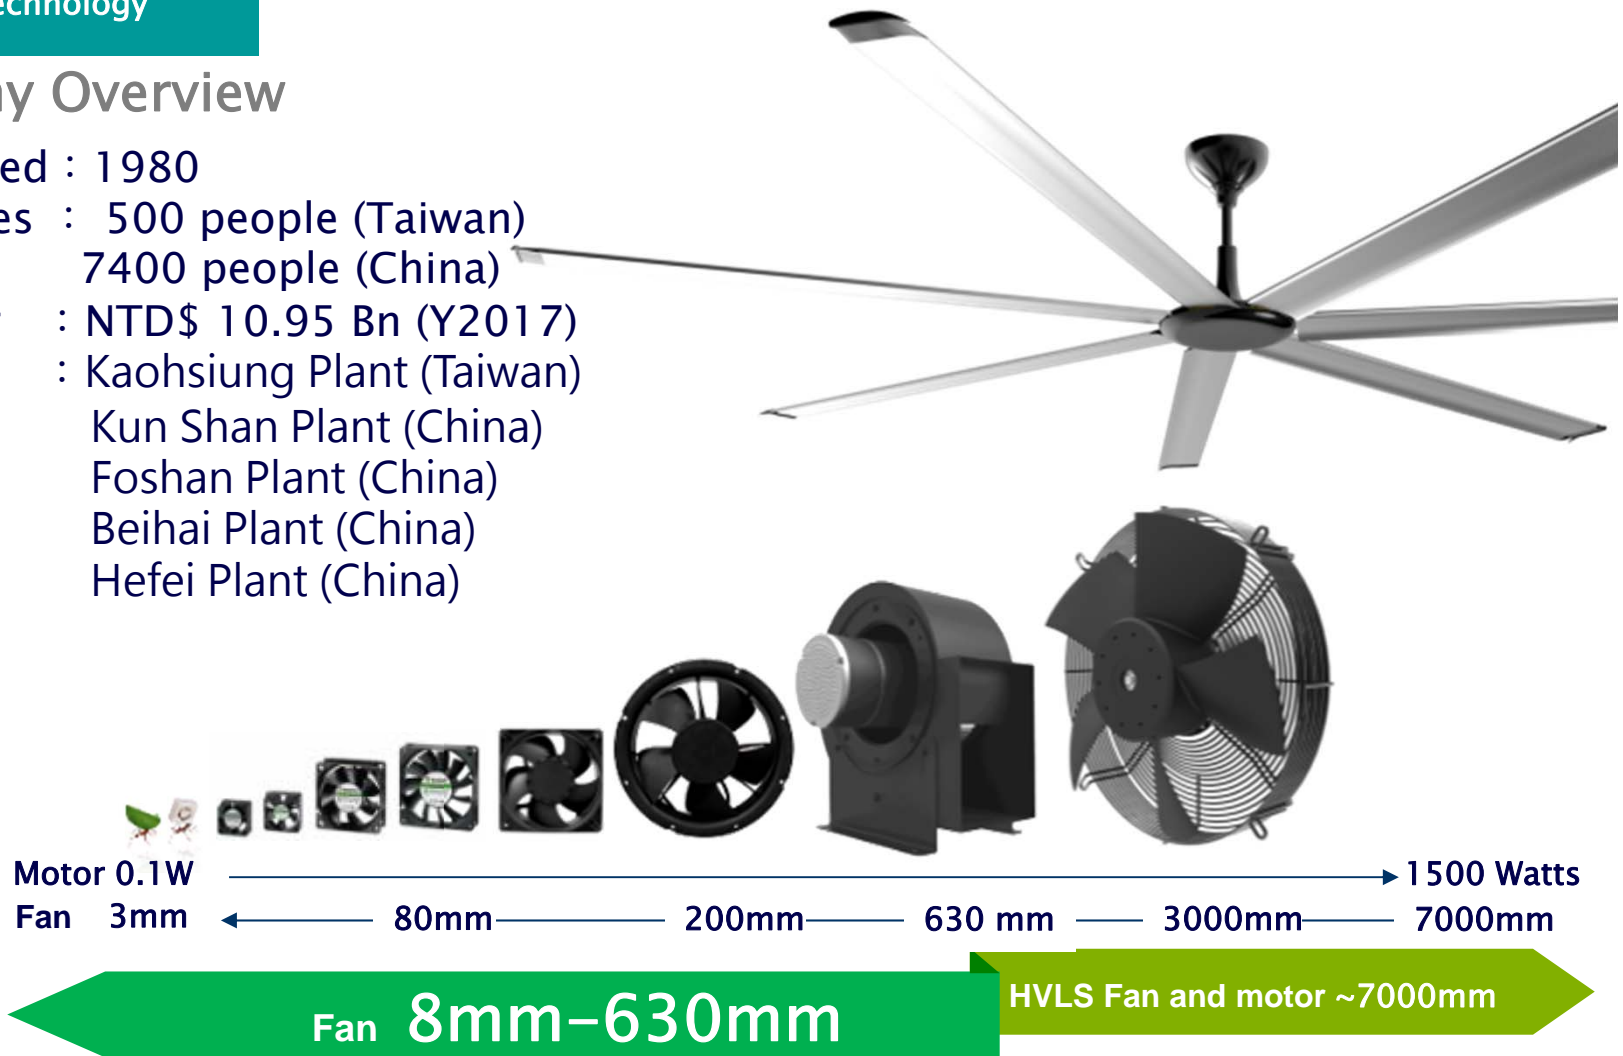 echnology
ny Overview
ed : 1980
es : 500 people (Taiwan)
7400 people (China)
: NTD$ 10.95 Bn (Y2017)
: Kaohsiung Plant (Taiwan)
Kun Shan Plant (China)
Foshan Plant (China)
Beihai Plant (China)
Hefei Plant (China)
Motor 0.1W 1500 Watts
Fan 3mm 80mm 200mm 630 mm 3000mm 7000mm
HVLS Fan and motor ~7000mm
Fan 8mm-630mm